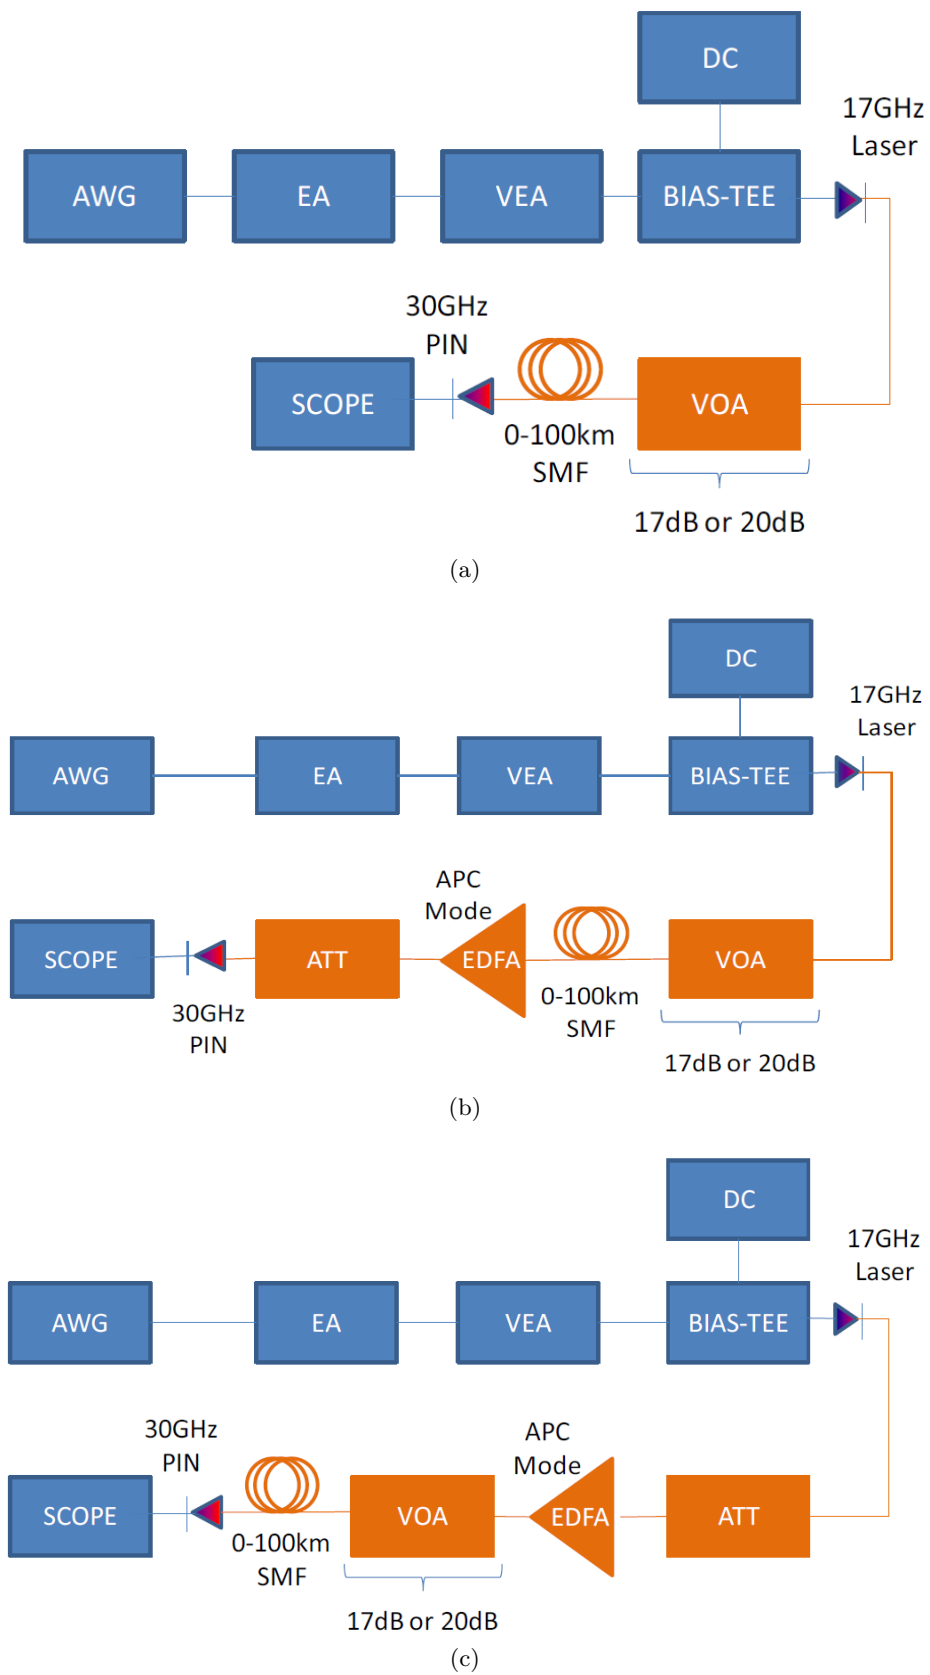 DC
17GHz
Laser
AWG
EA
VEA
BIAS-TEE
30GHz
PIN
SCOPE
VOA
0-100km
SMF
17dB or 20dB
(a)
DC
17GHz
Laser
AWG
EA
VEA
BIAS-TEE
APC
Mode
SCOPE
ATT
EDFA
VOA
30GHz
PIN
0-100km
SMF
17dB or 20dB
(b)
DC
17GHz
Laser
AWG
EA
VEA
BIAS-TEE
30GHz
PIN
APC
Mode
SCOPE
VOA
EDFA
ATT
0-100km
SMF
17dB or 20dB
(c)